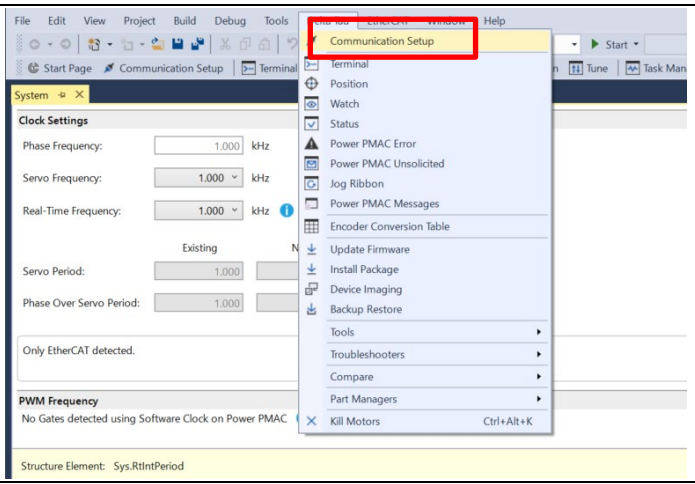 File Edit View Project Build Debug Tools EtherCAT Window Help
Start
Start Page Communication Setup Terminal Tune Task Man
System
Clock Settings
Phase Frequency: 1.000 kHz
Servo Frequency: 1.000 kHz
Real-Time Frequency: 1.000 kHz
Existing N
Servo Period: 1.000
Phase Over Servo Period: 1.000
Only EtherCAT detected.
PWM Frequency
No Gates detected using Software Clock on Power PMAC
Structure Element: Sys.RtIntPeriod
Communication Setup
Terminal
Position
Watch
Status
Power PMAC Error
Power PMAC Unsolicited
Jog Ribbon
Power PMAC Messages
Encoder Conversion Table
Update Firmware
Install Package
Device Imaging
Backup Restore
Tools
Troubleshooters
Compare
Part Managers
Kill Motors Ctrl+Alt+K